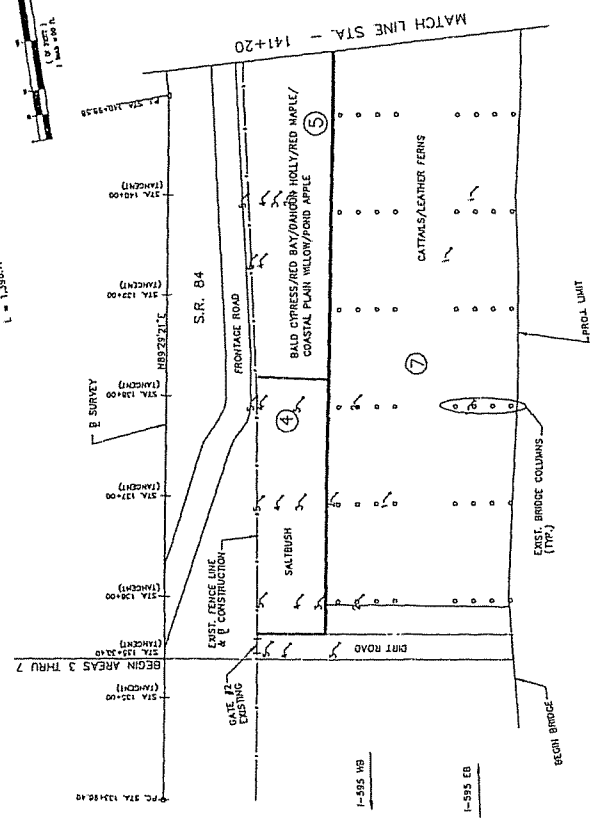 MATCH LINE STA. - 141+20
P.I. STA. 140+99.58
STA. 140+00
(TANGENT)
STA. 139+00
(TANGENT)
N89°29'21"E
STA. 138+00
(TANGENT)
STA. 137+00
(TANGENT)
STA. 136+00
(TANGENT)
STA. 135+00
(TANGENT)
BEGIN AREAS 3 THRU 7
S.R. 84
FRONTAGE ROAD
B SURVEY
EXIST. FENCE LINE
& B CONSTRUCTION
GATE #2
EXISTING
SALTBUSH
4
5
BALD CYPRESS/RED BAY/DAHOON HOLLY/RED MAPLE/
COASTAL PLAIN WILLOW/POND APPLE
CATTAILS/LEATHER FERNS
7
DIRT ROAD
EXIST. BRIDGE COLUMNS
(TYP.)
PROJ. LIMIT
BEGIN BRIDGE
I-595 WB
I-595 EB